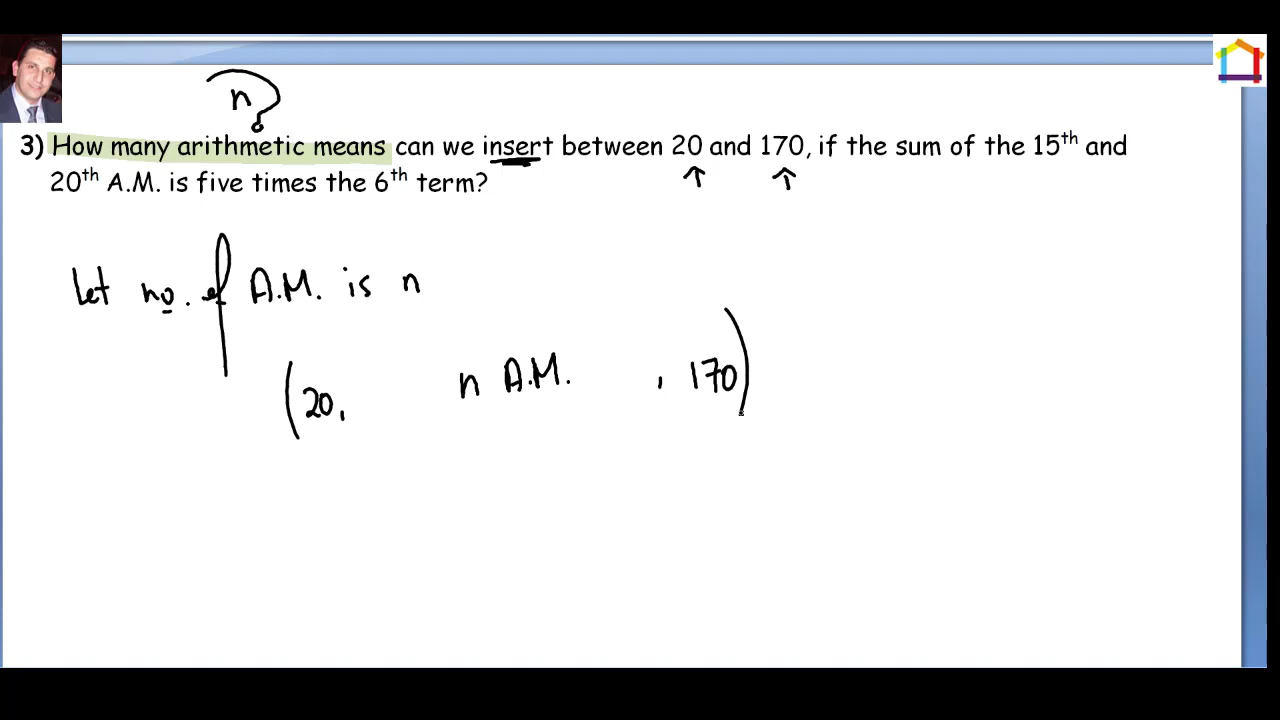 n?
3) How many arithmetic means can we insert between 20 and 170, if the sum of the 15th and
20th A.M. is five times the 6th term?
Let no. of A.M. is n
(20, n A.M. , 170)